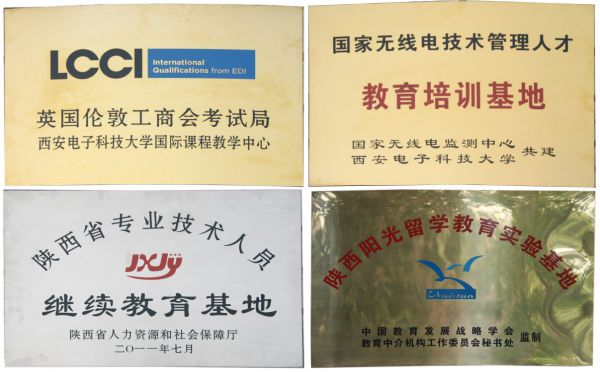 LCCI
International
Qualifications from EDI
英国伦敦工商会考试局
西安电子科技大学国际课程教学中心
国家无线电技术管理人才
教育培训基地
国家无线电监测中心
西安电子科技大学
共建
陕西省专业技术人员
JXJY
继续教育基地
陕西省人力资源和社会保障厅
二〇一一年七月
陕西阳光留学教育实验基地
中国教育发展战略学会
教育中介机构工作委员会秘书处
监制